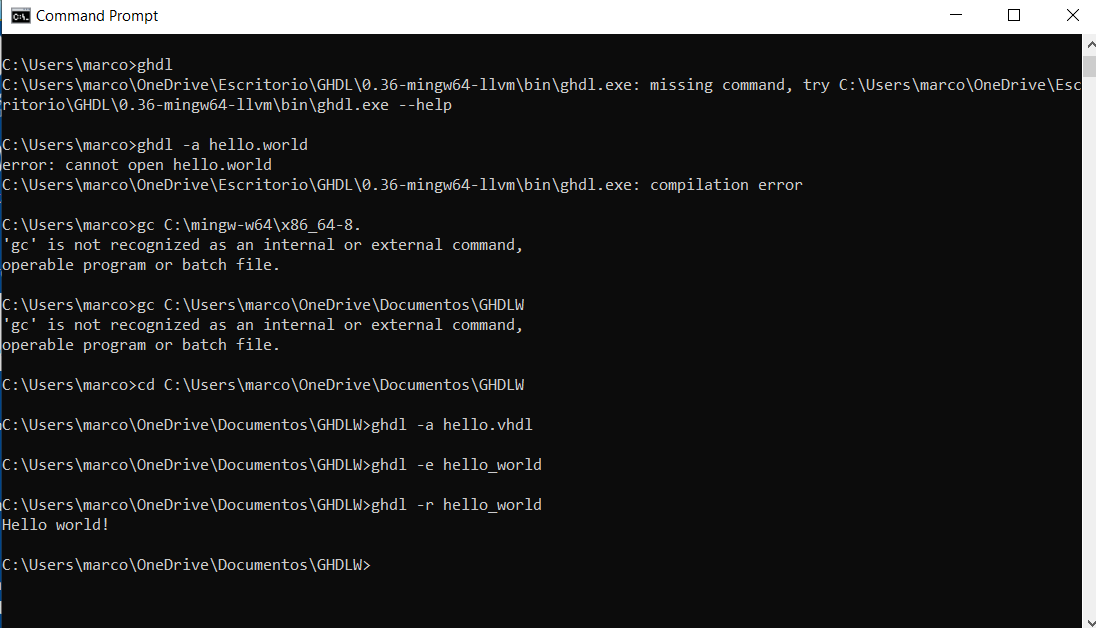 Command Prompt
C:\Users\marco>ghdl
C:\Users\marco\OneDrive\Escritorio\GHDL\0.36-mingw64-llvm\bin\ghdl.exe: missing command, try C:\Users\marco\OneDrive\Esc
ritorio\GHDL\0.36-mingw64-llvm\bin\ghdl.exe --help
C:\Users\marco>ghdl -a hello.world
error: cannot open hello.world
C:\Users\marco\OneDrive\Escritorio\GHDL\0.36-mingw64-llvm\bin\ghdl.exe: compilation error
C:\Users\marco>gc C:\mingw-w64\x86_64-8.
'gc' is not recognized as an internal or external command,
operable program or batch file.
C:\Users\marco>gc C:\Users\marco\OneDrive\Documentos\GHDLW
'gc' is not recognized as an internal or external command,
operable program or batch file.
C:\Users\marco>cd C:\Users\marco\OneDrive\Documentos\GHDLW
C:\Users\marco\OneDrive\Documentos\GHDLW>ghdl -a hello.vhdl
C:\Users\marco\OneDrive\Documentos\GHDLW>ghdl -e hello_world
C:\Users\marco\OneDrive\Documentos\GHDLW>ghdl -r hello_world
Hello world!
C:\Users\marco\OneDrive\Documentos\GHDLW>